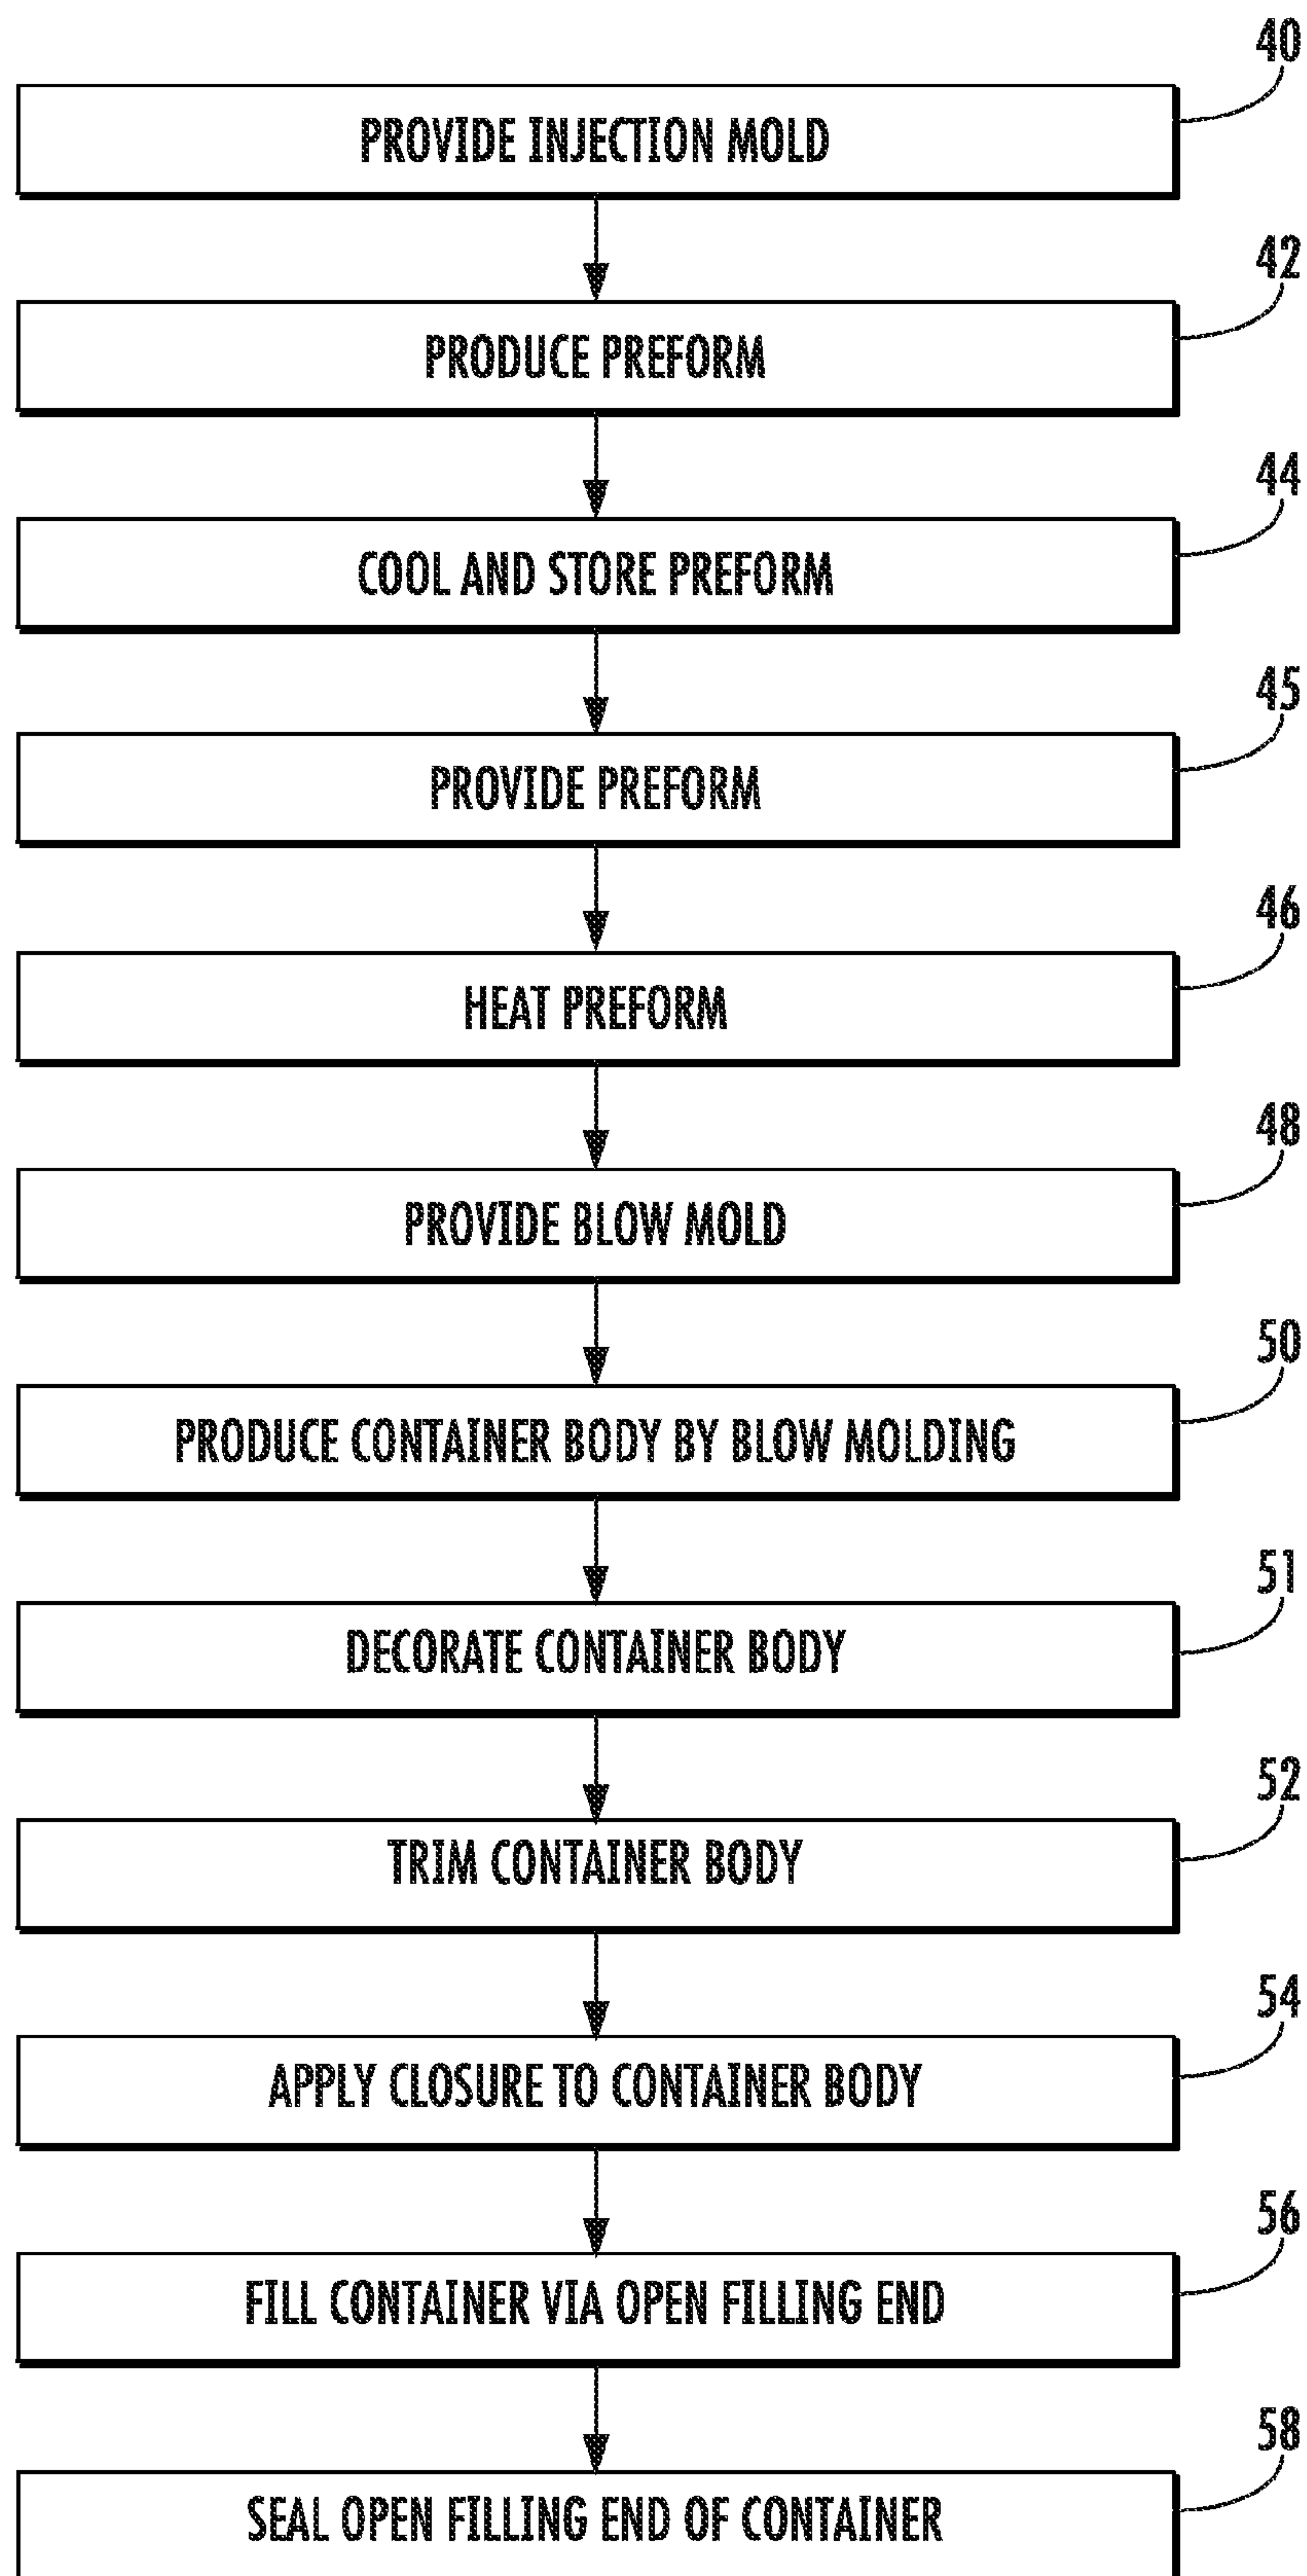 40
PROVIDE INJECTION MOLD
42
PRODUCE PREFORM
44
COOL AND STORE PREFORM
45
PROVIDE PREFORM
46
HEAT PREFORM
48
PROVIDE BLOW MOLD
50
PRODUCE CONTAINER BODY BY BLOW MOLDING
51
DECORATE CONTAINER BODY
52
TRIM CONTAINER BODY
54
APPLY CLOSURE TO CONTAINER BODY
56
FILL CONTAINER VIA OPEN FILLING END
58
SEAL OPEN FILLING END OF CONTAINER